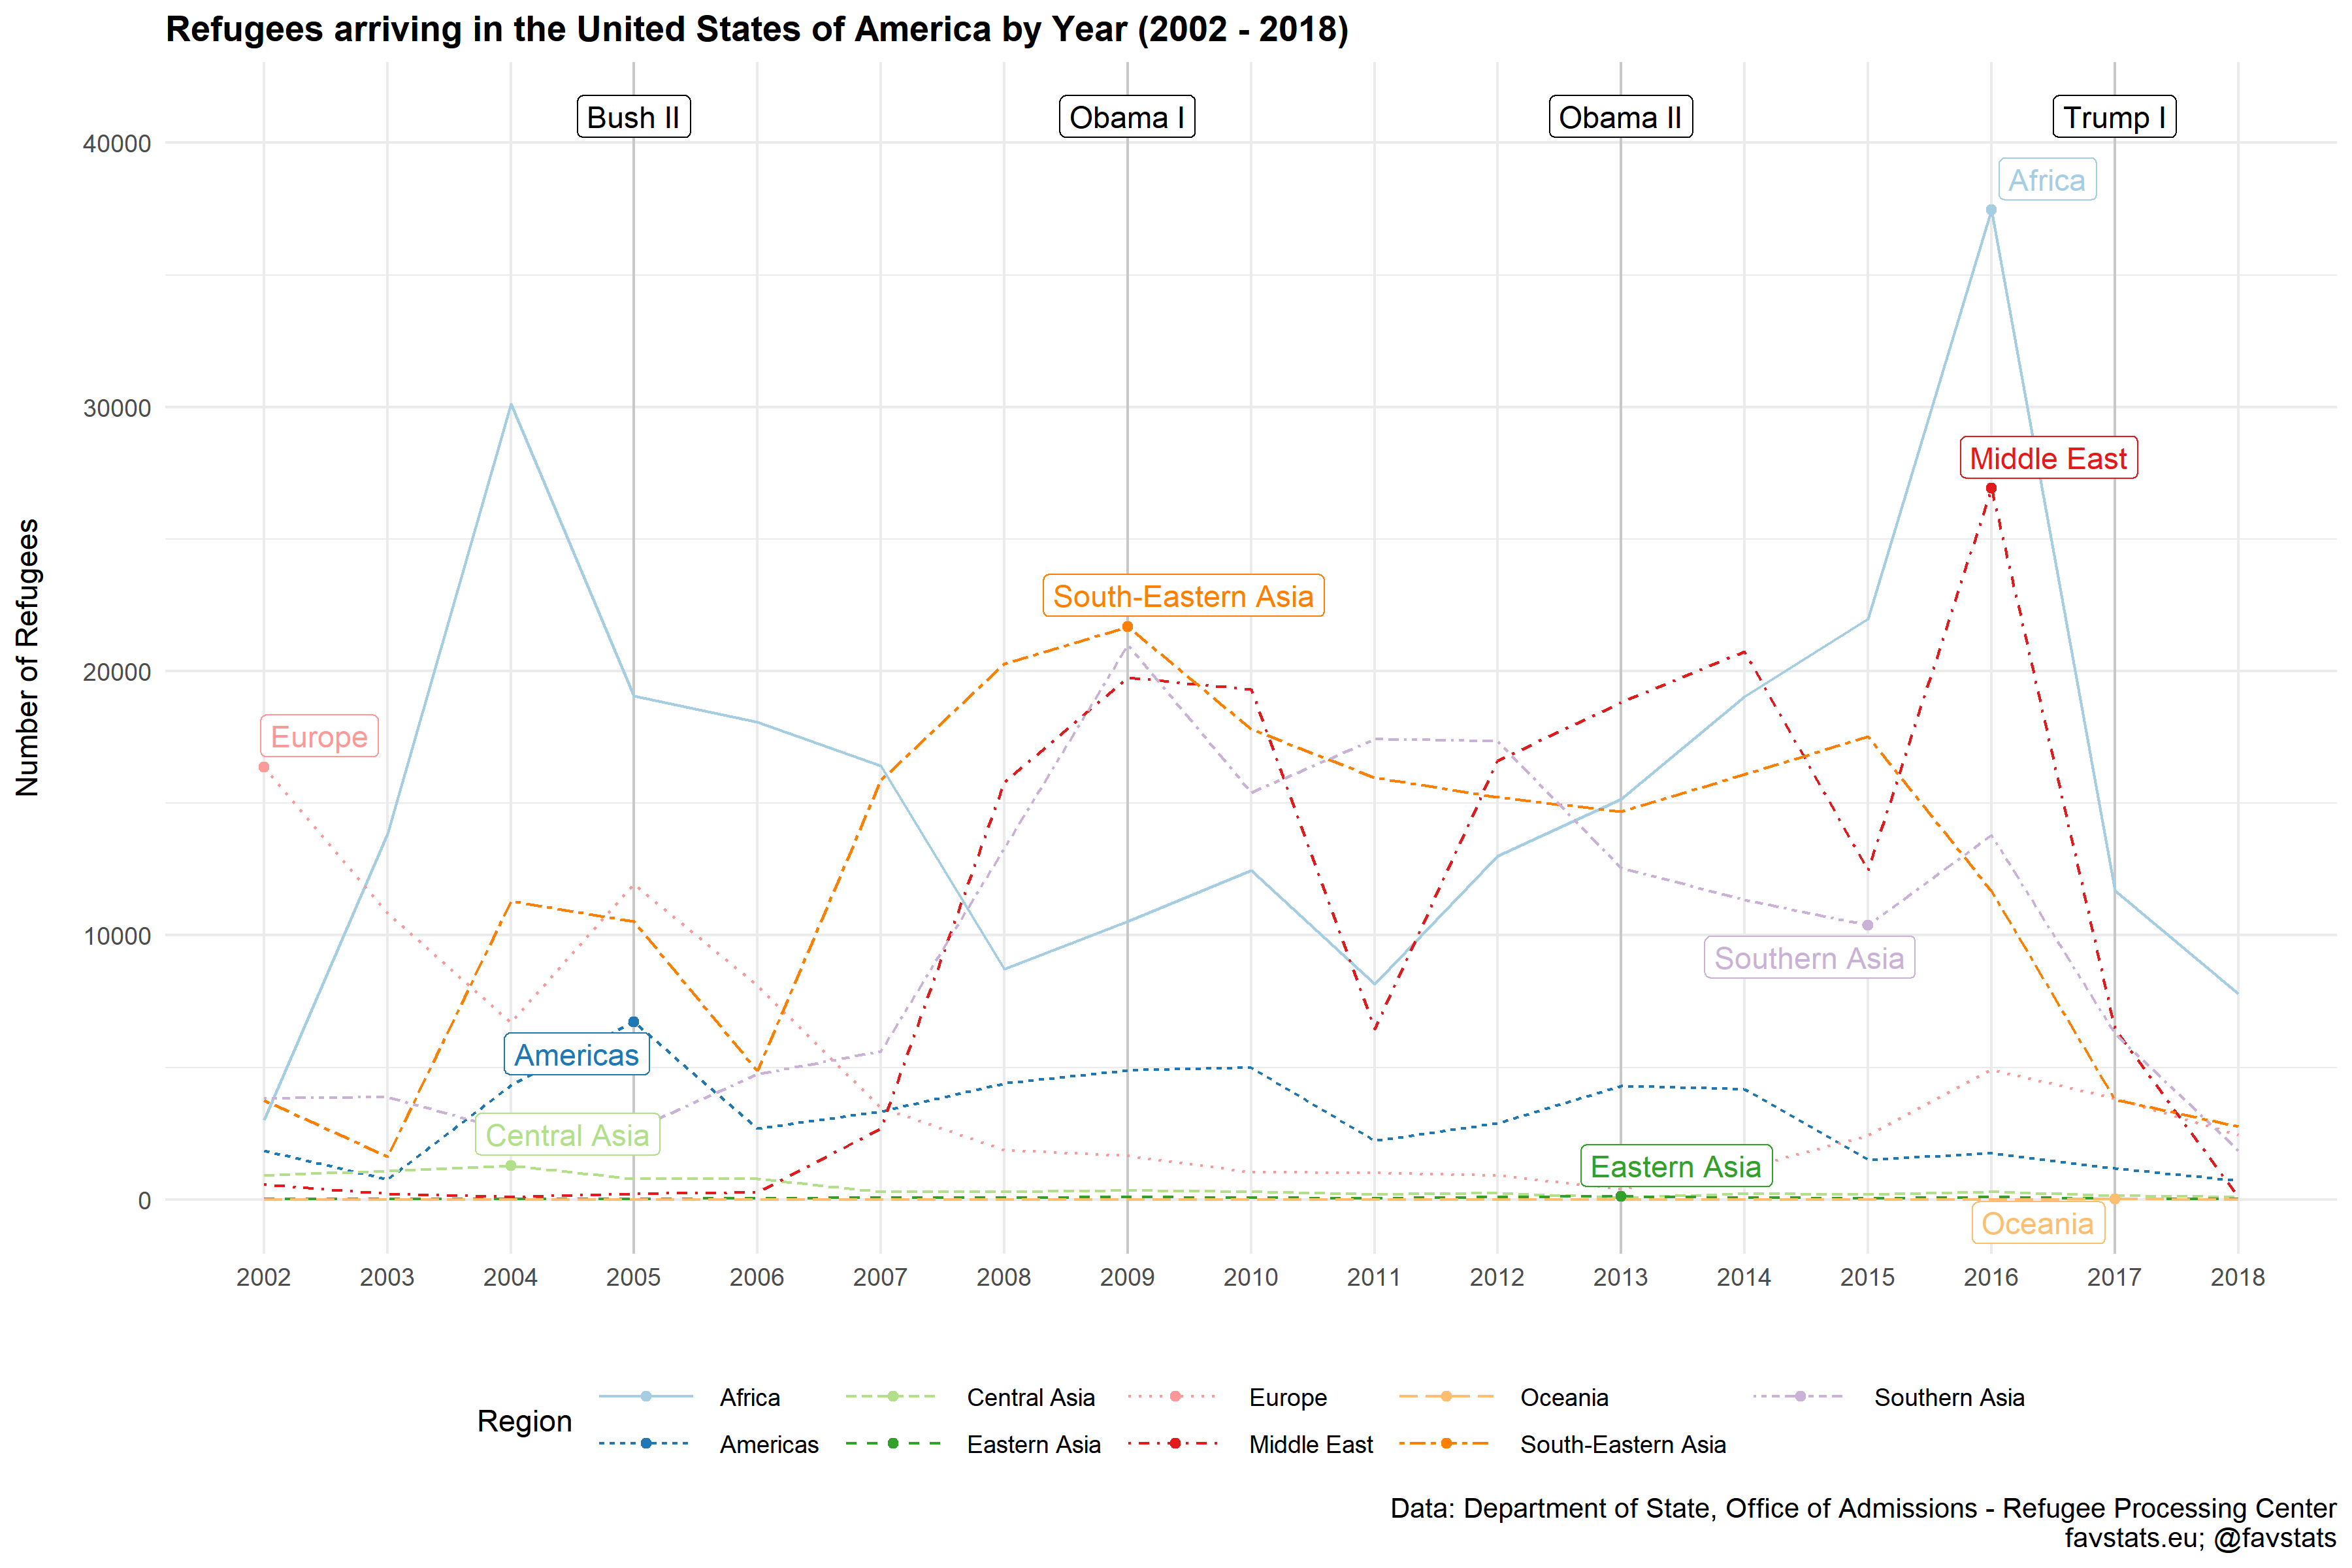 Refugees arriving in the United States of America by Year (2002 - 2018)
Bush II
Obama I
Obama II
Trump I
40000
30000
20000
10000
0
Number of Refugees
Africa
Middle East
South-Eastern Asia
Europe
Southern Asia
Americas
Central Asia
Eastern Asia
Oceania
2002 2003 2004 2005 2006 2007 2008 2009 2010 2011 2012 2013 2014 2015 2016 2017 2018
Region
Africa Central Asia Europe Oceania Southern Asia
Americas Eastern Asia Middle East South-Eastern Asia
Data: Department of State, Office of Admissions - Refugee Processing Center
favstats.eu; @favstats